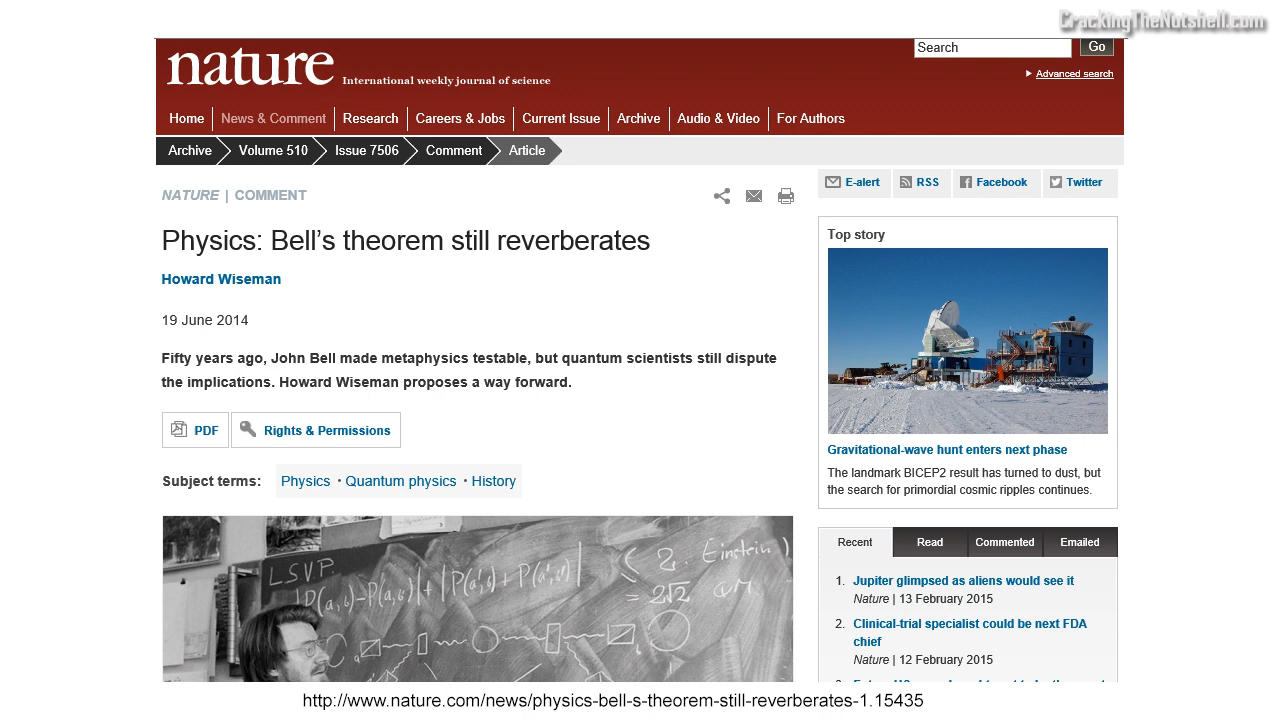 CrackingTheNutshell.com
nature International weekly journal of science
Search Go
Advanced search
Home News & Comment Research Careers & Jobs Current Issue Archive Audio & Video For Authors
Archive Volume 510 Issue 7506 Comment Article
NATURE | COMMENT
Physics: Bell’s theorem still reverberates
Howard Wiseman
19 June 2014
Fifty years ago, John Bell made metaphysics testable, but quantum scientists still dispute
the implications. Howard Wiseman proposes a way forward.
PDF Rights & Permissions
Subject terms: Physics • Quantum physics • History
LSVP.
|P(a,b)-P(a,b')|+|P(a',b')+P(a',b)|
(2. Einstein)
= 2√2 QM
E-alert RSS Facebook Twitter
Top story
Gravitational-wave hunt enters next phase
The landmark BICEP2 result has turned to dust, but
the search for primordial cosmic ripples continues.
Recent Read Commented Emailed
1. Jupiter glimpsed as aliens would see it
Nature | 13 February 2015
2. Clinical-trial specialist could be next FDA
chief
Nature | 12 February 2015
http://www.nature.com/news/physics-bell-s-theorem-still-reverberates-1.15435